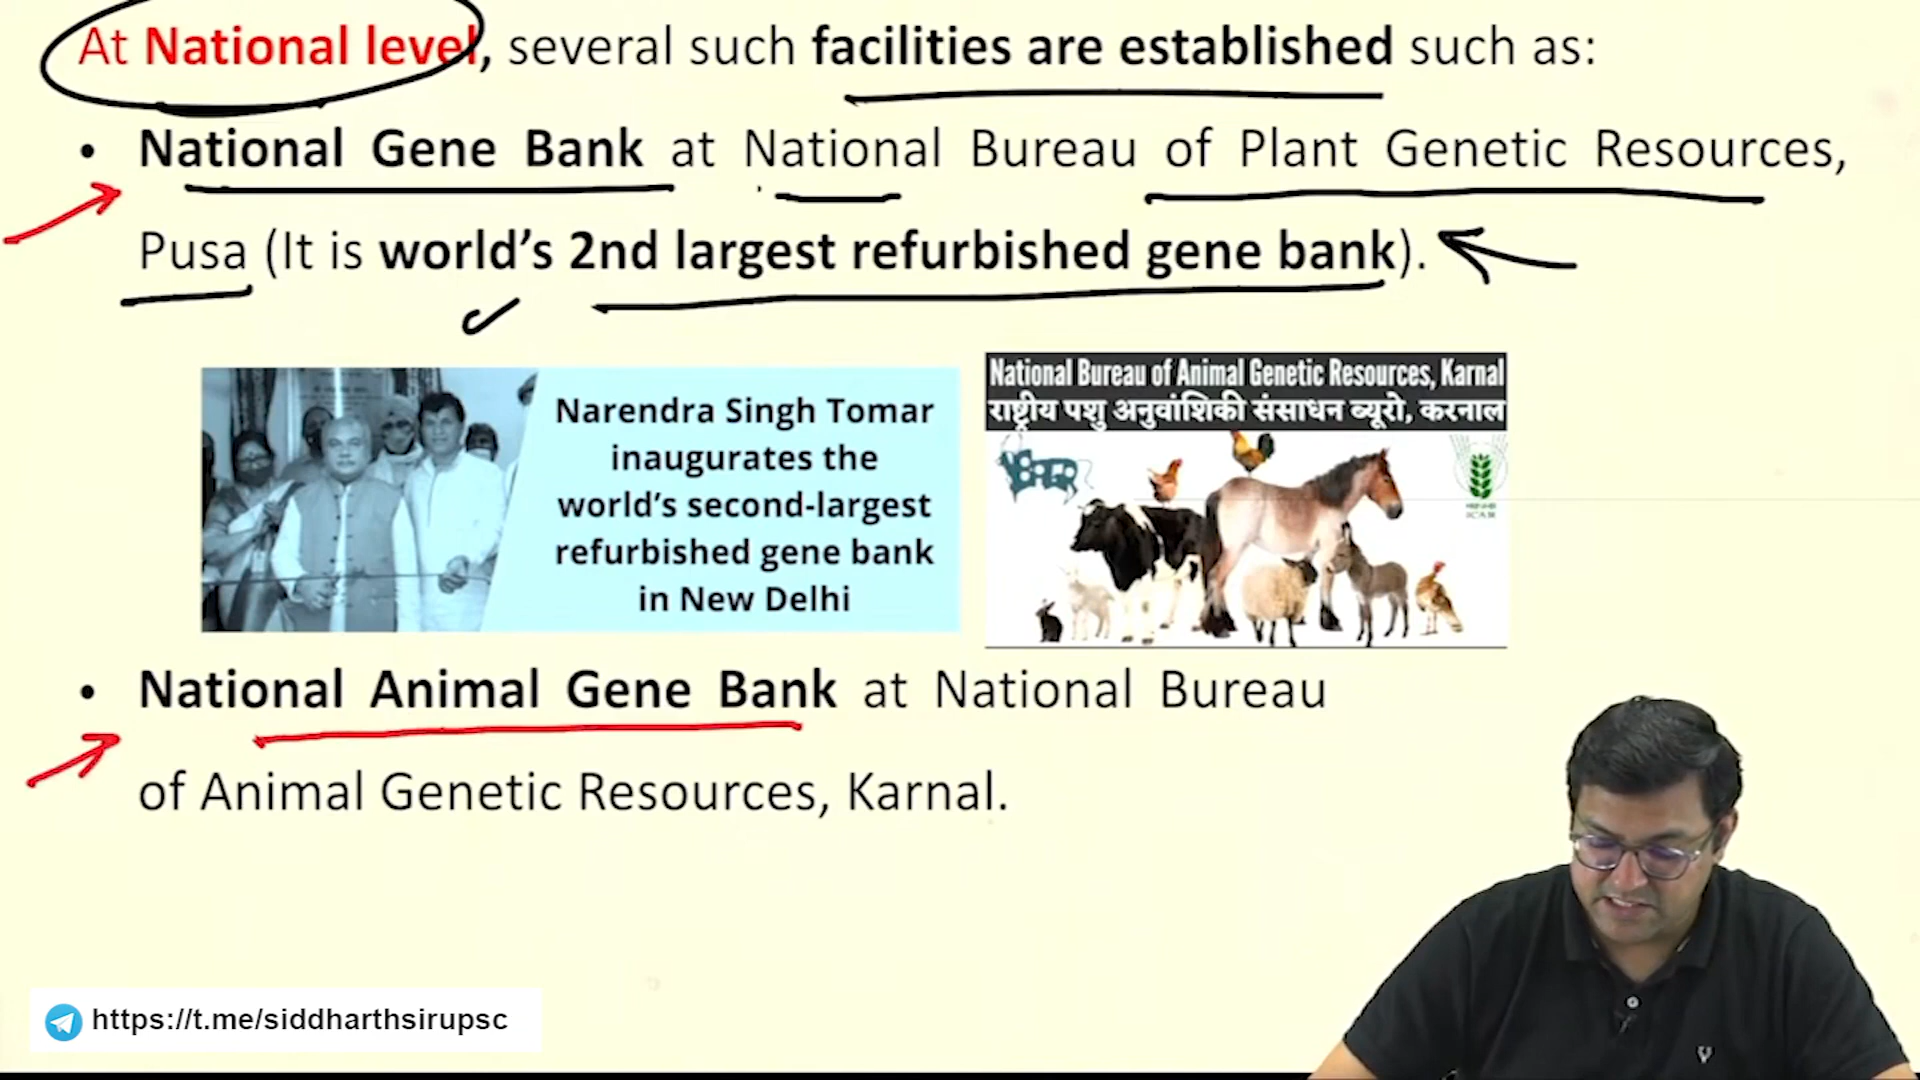 At National level, several such facilities are established such as:
• National Gene Bank at National Bureau of Plant Genetic Resources,
Pusa (It is world’s 2nd largest refurbished gene bank).
Narendra Singh Tomar
inaugurates the
world’s second-largest
refurbished gene bank
in New Delhi
National Bureau of Animal Genetic Resources, Karnal
राष्ट्रीय पशु अनुवांशिकी संसाधन ब्यूरो, करनाल
• National Animal Gene Bank at National Bureau
of Animal Genetic Resources, Karnal.
https://t.me/siddharthsirupsc